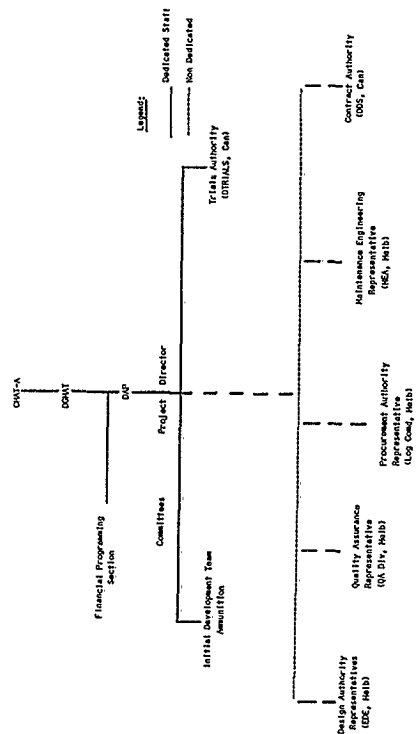 CMAT-A
DGMAT
Financial Programming
Section
DAP
Legend:
Dedicated Staff
Non Dedicated
Committees
Project Director
Initial Development Team
Ammunition
Trials Authority
(DTRIALS, Can)
Design Authority
Representatives
(EDE, Melb)
Quality Assurance
Representative
(QA Div, Melb)
Procurement Authority
Representative
(Log Comd, Melb)
Maintenance Engineering
Representative
(MEA, Melb)
Contract Authority
(DDS, Can)